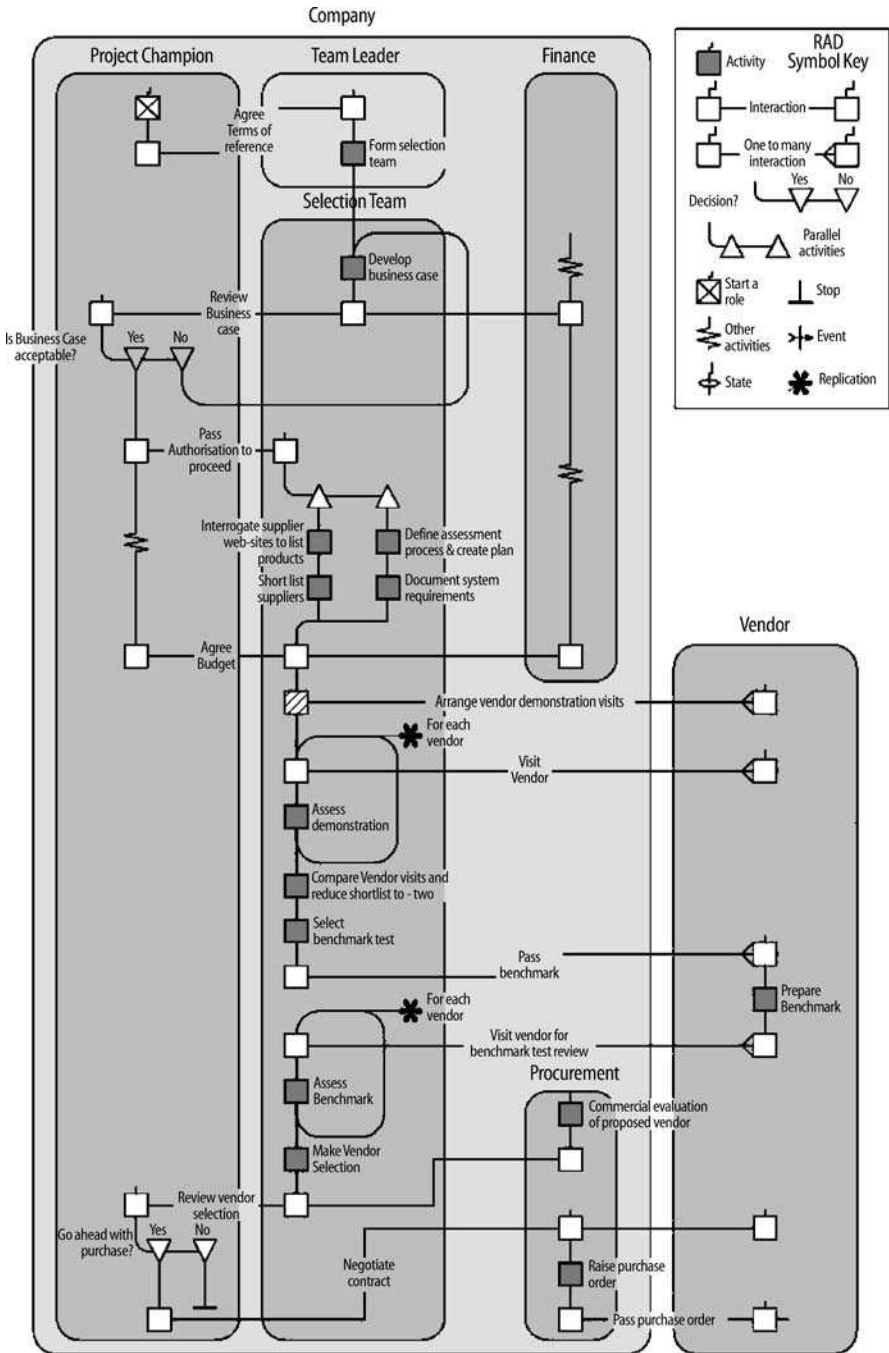 Company
Project Champion
Team Leader
Finance
RAD
Symbol Key
Activity
Interaction
One to many
interaction
Yes
No
Decision?
Parallel
activities
Start a
role
Stop
Other
activities
Event
State
Replication
Agree
Terms of
reference
Form selection
team
Selection Team
Develop
business case
Review
Business
case
Is Business Case
acceptable?
Yes
No
Pass
Authorisation to
proceed
Interrogate supplier
web-sites to list
products
Define assessment
process & create plan
Short list
suppliers
Document system
requirements
Vendor
Agree
Budget
Arrange vendor demonstration visits
For each
vendor
Visit
Vendor
Assess
demonstration
Compare Vendor visits and
reduce shortlist to - two
Select
benchmark test
Pass
benchmark
Prepare
Benchmark
For each
vendor
Visit vendor for
benchmark test review
Procurement
Assess
Benchmark
Commercial evaluation
of proposed vendor
Make Vendor
Selection
Review vendor
selection
Go ahead with
purchase?
Yes
No
Negotiate
contract
Raise purchase
order
Pass purchase order